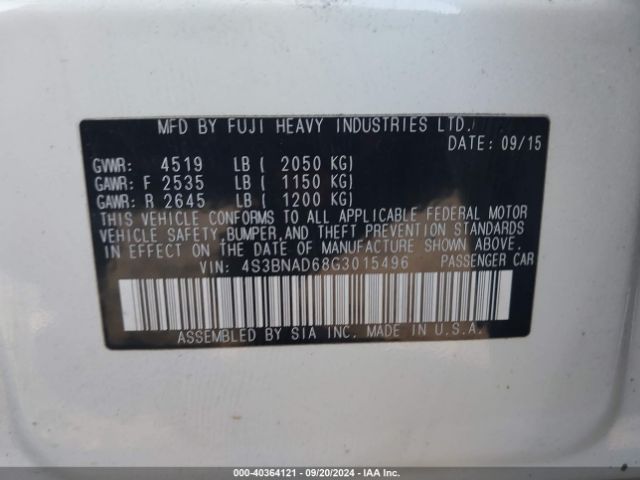 MFD BY FUJI HEAVY INDUSTRIES LTD.
DATE: 09/15
GVWR: 4519 LB ( 2050 KG)
GAWR: F 2535 LB ( 1150 KG)
GAWR: R 2645 LB ( 1200 KG)
THIS VEHICLE CONFORMS TO ALL APPLICABLE FEDERAL MOTOR
VEHICLE SAFETY, BUMPER, AND THEFT PREVENTION STANDARDS
IN EFFECT ON THE DATE OF MANUFACTURE SHOWN ABOVE.
VIN: 4S3BNAD68G3015496 PASSENGER CAR
ASSEMBLED BY SIA INC. MADE IN U.S.A.
000-40364121 - 09/20/2024 - IAA Inc.